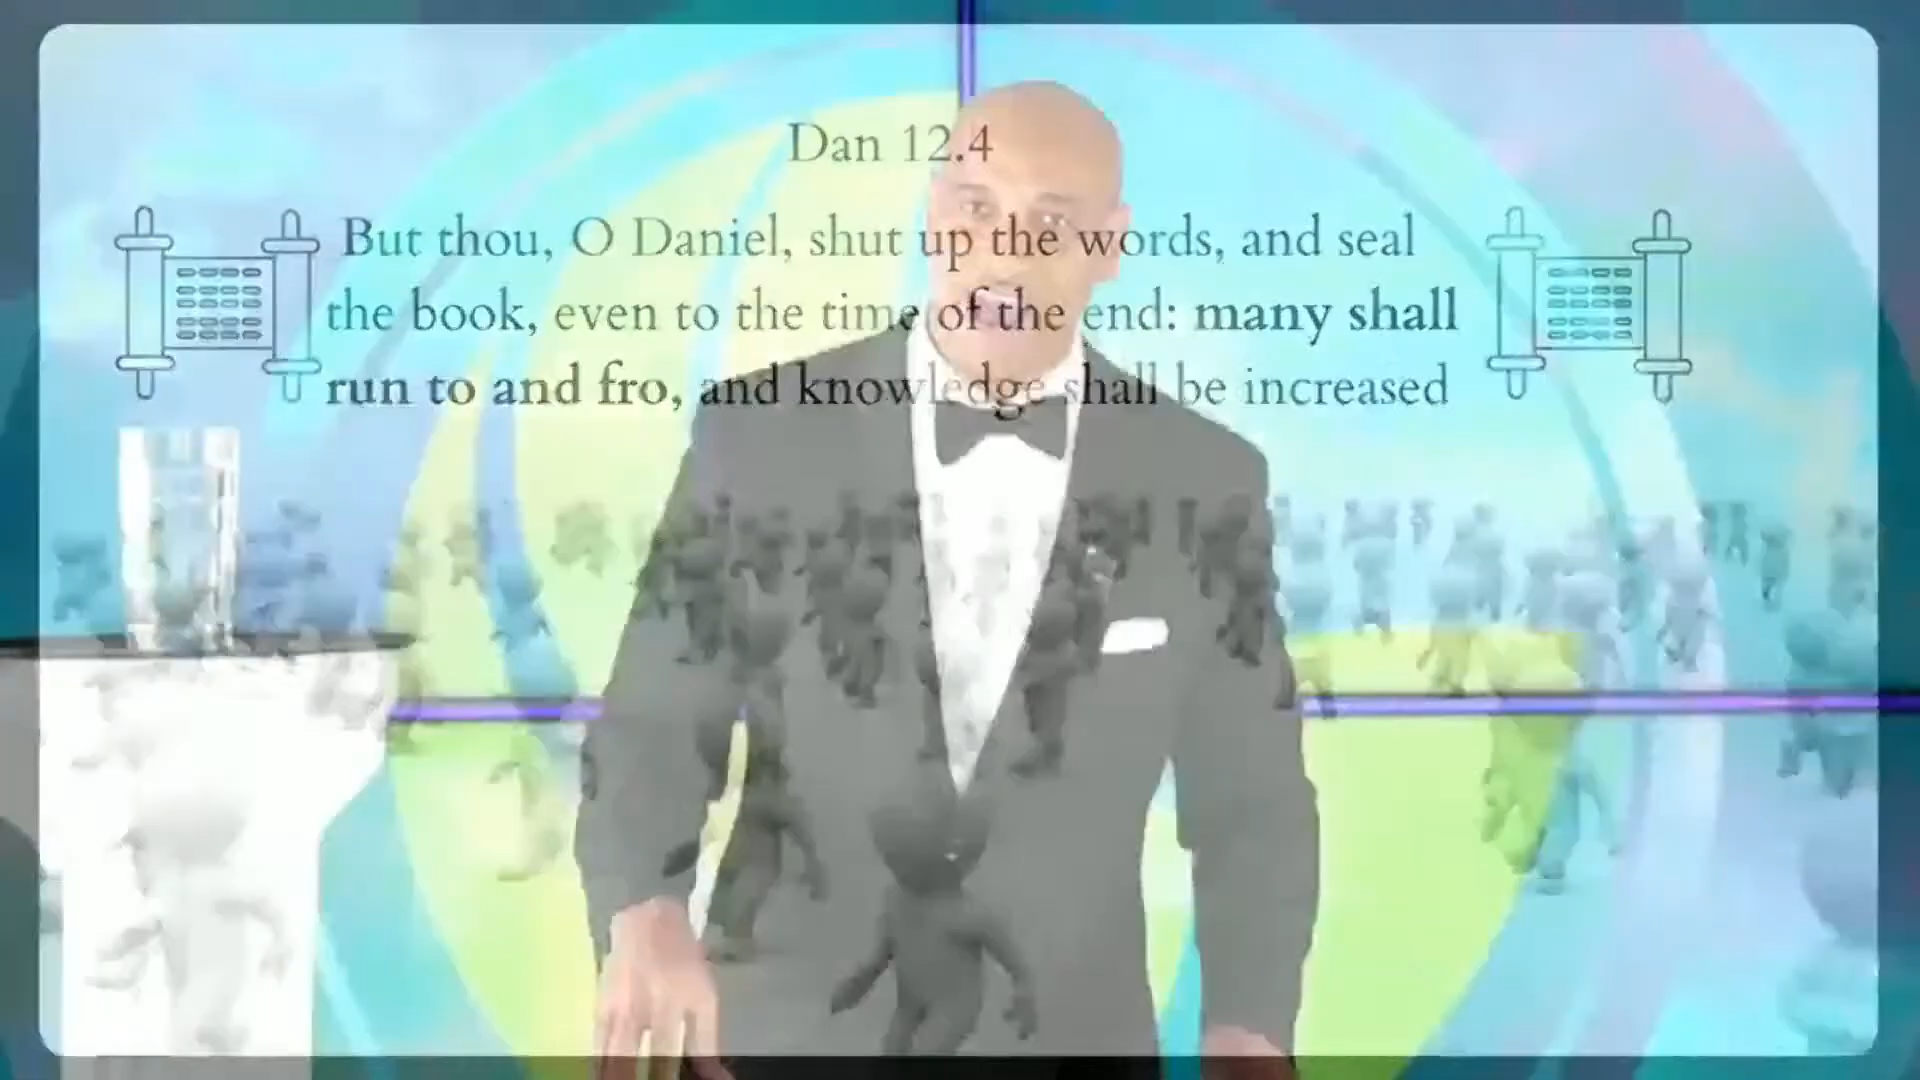 Dan 12.4
But thou, O Daniel, shut up the words, and seal
the book, even to the time of the end: many shall
run to and fro, and knowledge shall be increased